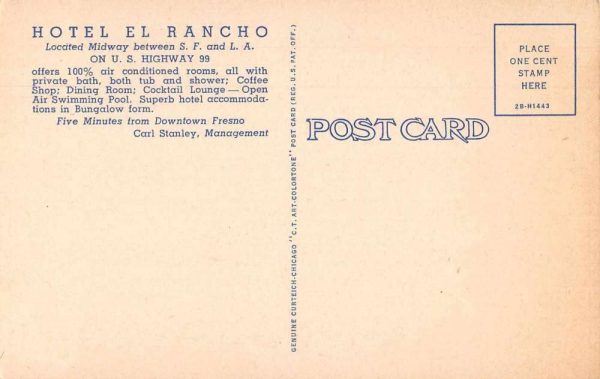 HOTEL EL RANCHO
Located Midway between S. F. and L. A.
ON U. S. HIGHWAY 99
offers 100% air conditioned rooms, all with
private bath, both tub and shower; Coffee
Shop; Dining Room; Cocktail Lounge — Open
Air Swimming Pool. Superb hotel accommoda-
tions in Bungalow form.
Five Minutes from Downtown Fresno
Carl Stanley, Management
GENUINE CURTEICH-CHICAGO "C. T. ART-COLORTONE" POST CARD (REG. U. S. PAT. OFF.)
POST CARD
PLACE
ONE CENT
STAMP
HERE
2B-H1443